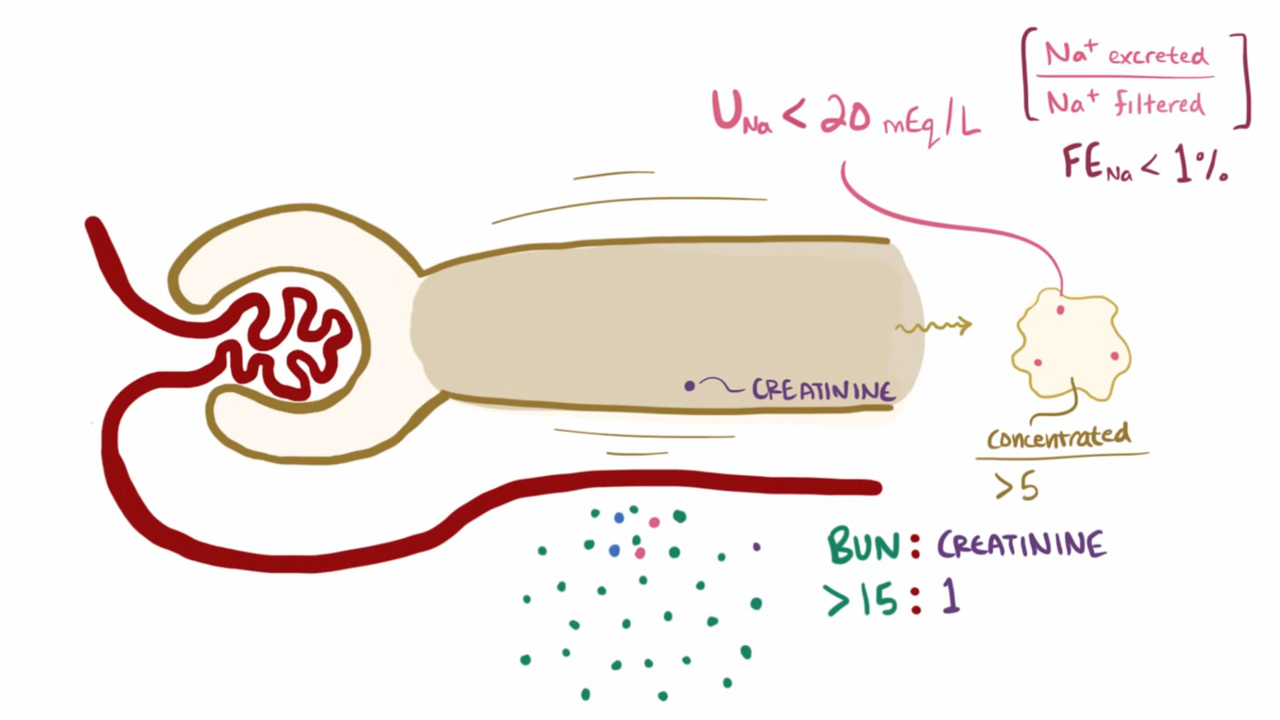 Na+ excreted
Na+ filtered
UNa < 20 mEq/L
FENa < 1%
CREATININE
Concentrated
>5
BUN : CREATININE
>15 : 1